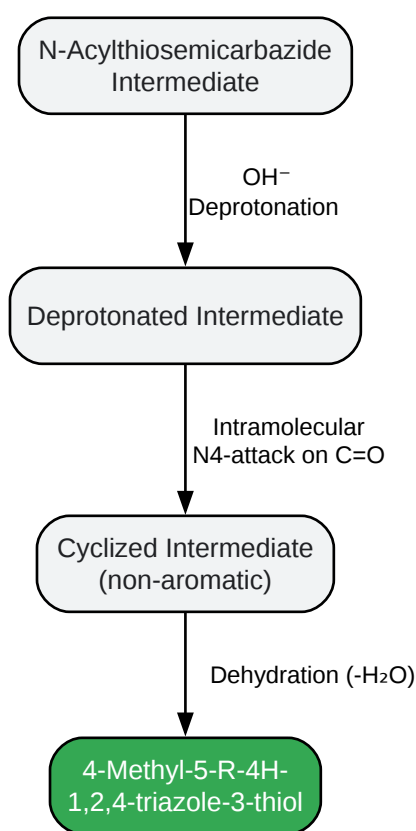 N-Acylthiosemicarbazide
Intermediate
OH⁻
Deprotonation
Deprotonated Intermediate
Intramolecular
N4-attack on C=O
Cyclized Intermediate
(non-aromatic)
Dehydration (-H₂O)
4-Methyl-5-R-4H-
1,2,4-triazole-3-thiol